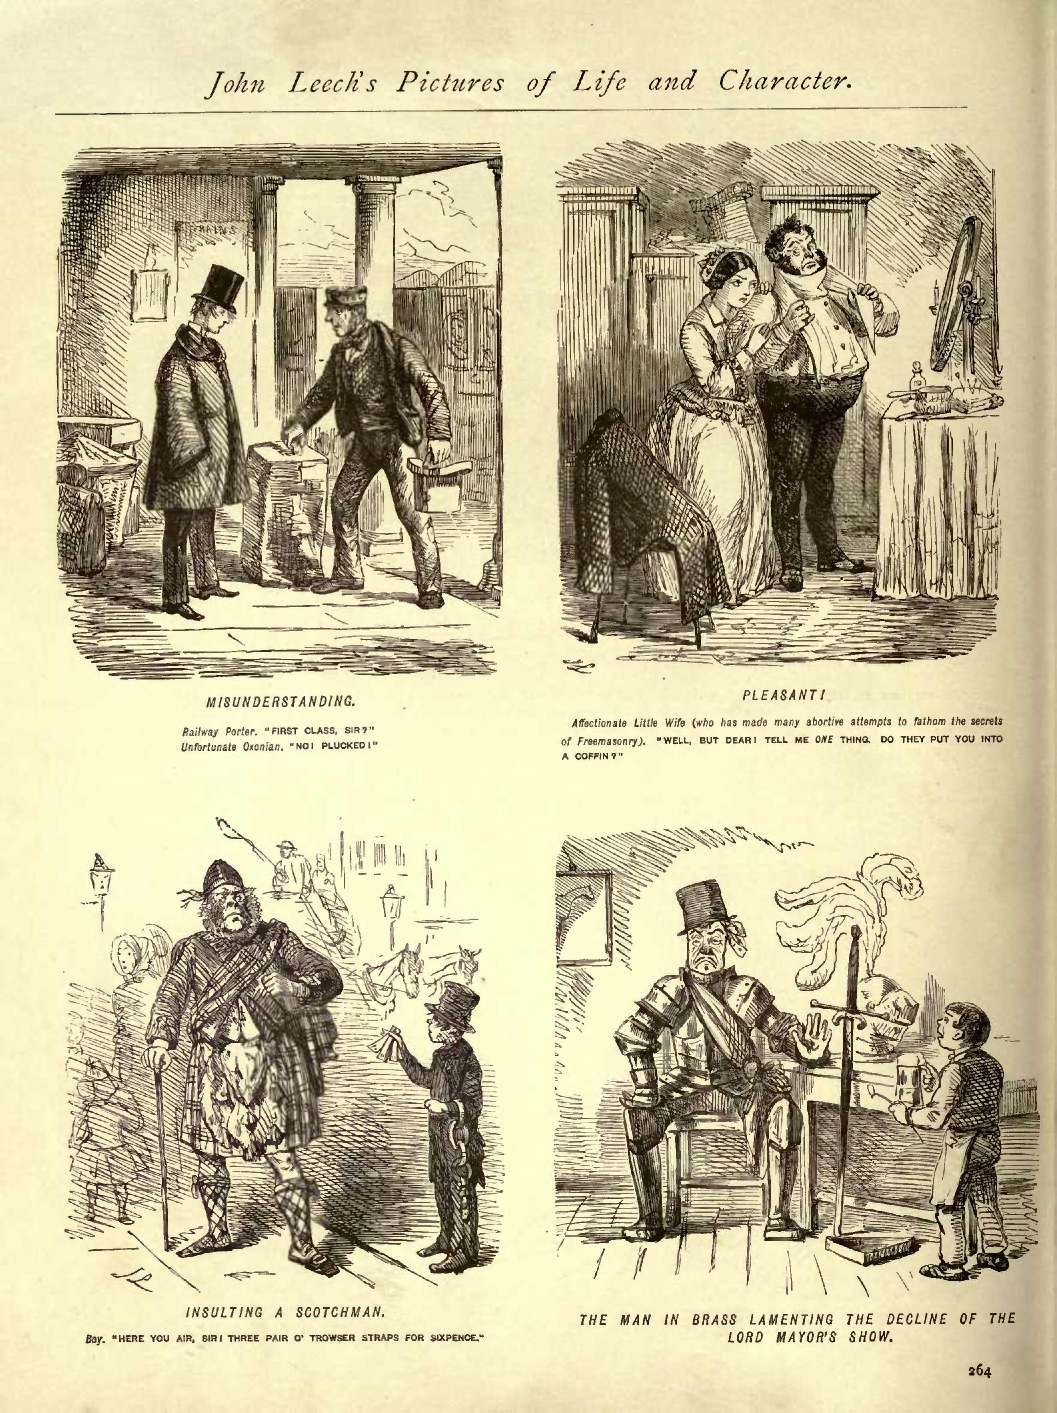 John Leech's Pictures of Life and Character.
MISUNDERSTANDING.
Railway Porter. "FIRST CLASS, SIR?"
Unfortunate Oxonian. "NO! PLUCKED!"
PLEASANT!
Affectionate Little Wife (who has made many abortive attempts to fathom the secrets
of Freemasonry). "WELL, BUT DEAR! TELL ME ONE THING. DO THEY PUT YOU INTO
A COFFIN?"
JL
INSULTING A SCOTCHMAN.
Boy. "HERE YOU AIR, SIR! THREE PAIR O' TROWSER STRAPS FOR SIXPENCE."
THE MAN IN BRASS LAMENTING THE DECLINE OF THE
LORD MAYOR'S SHOW.
264